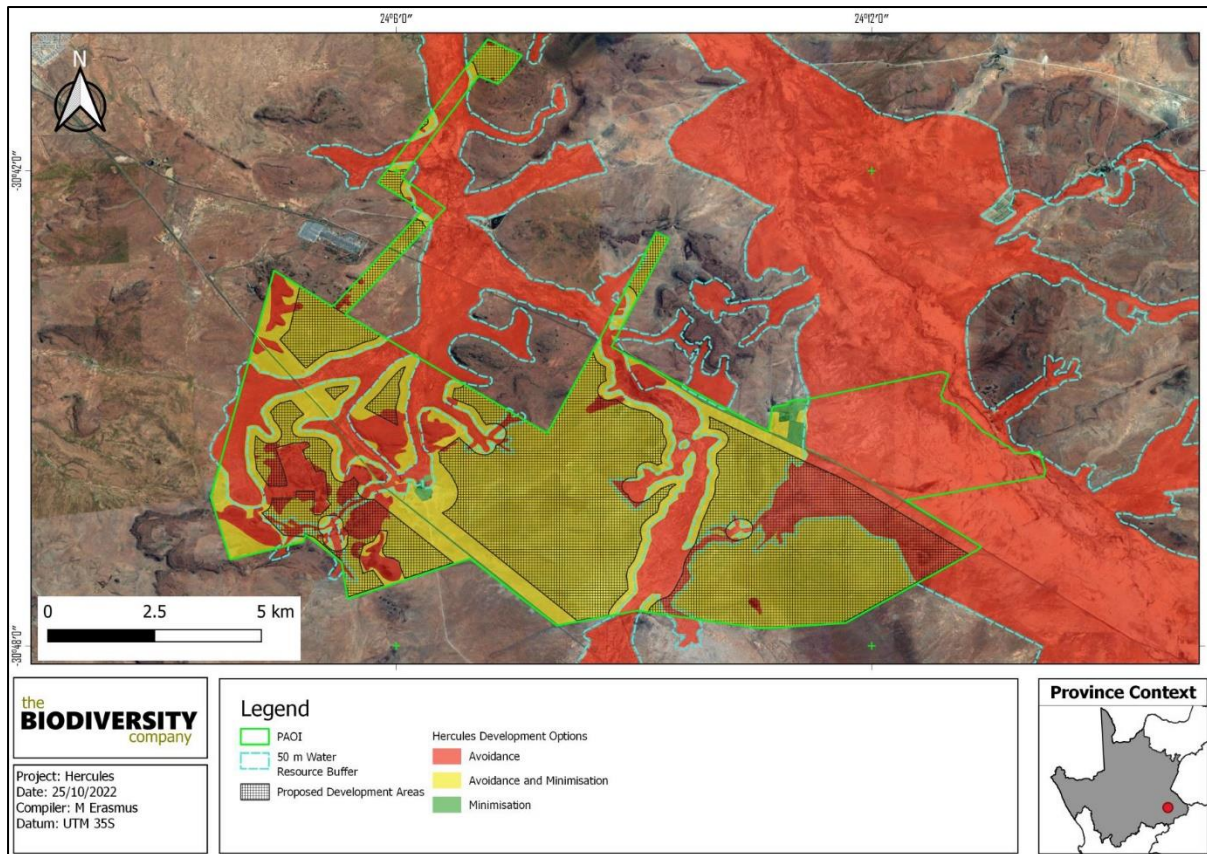 24°6'0"
24°12'0"
N
-30°42'0"
-30°48'0"
0 2.5 5 km
the
BIODIVERSITY
company
Project: Hercules
Date: 25/10/2022
Compiler: M Erasmus
Datum: UTM 35S
Legend
PAOI
50 m Water
Resource Buffer
Proposed Development Areas
Hercules Development Options
Avoidance
Avoidance and Minimisation
Minimisation
Province Context